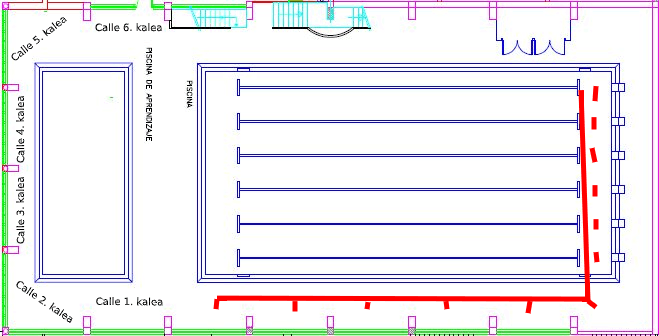 Calle 5. kalea
Calle 6. kalea
PISCINA DE APRENDIZAJE
PISCINA
Calle 4. kalea
Calle 3. kalea
Calle 2. kalea
Calle 1. kalea